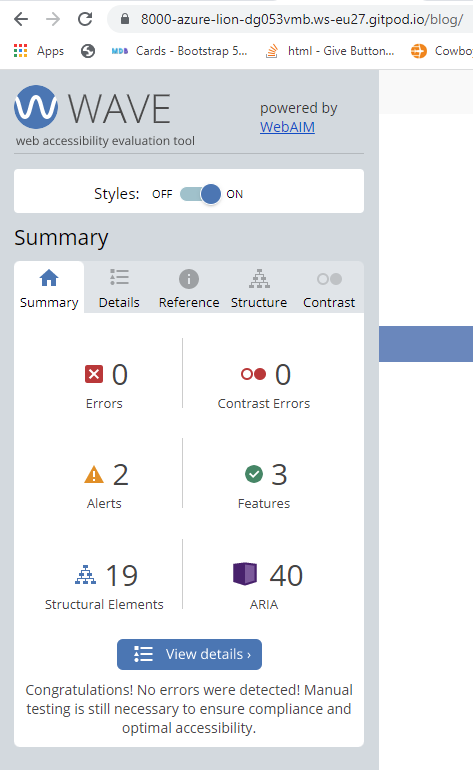 8000-azure-lion-dg053vmb.ws-eu27.gitpod.io/blog/
MDB Cards - Bootstrap 5... html - Give Button... Cowbo
WAVE
web accessibility evaluation tool
powered by
WebAIM
Styles: OFF ON
Summary
Summary Details Reference Structure Contrast
0 0
Errors Contrast Errors
2 3
Alerts Features
19 40
Structural Elements ARIA
View details ›
Congratulations! No errors were detected! Manual
testing is still necessary to ensure compliance and
optimal accessibility.